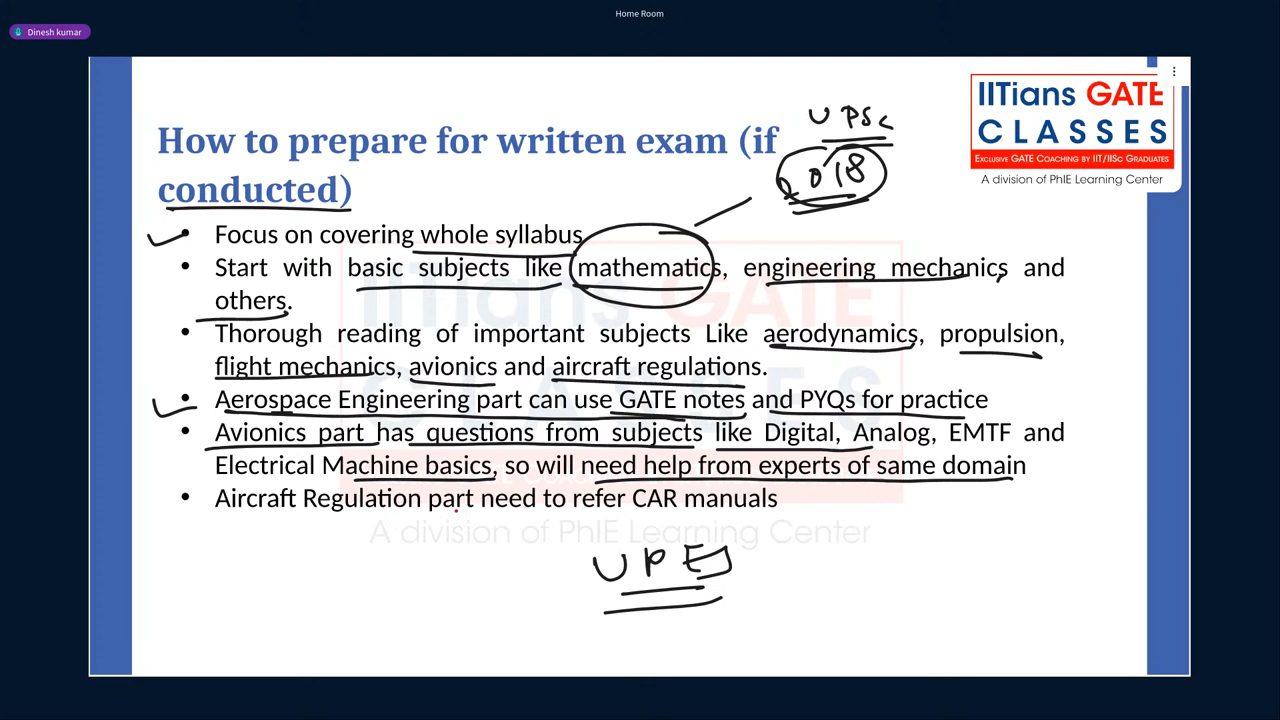 Home Room
Dinesh kumar
IITians GATE
CLASSES
EXCLUSIVE GATE COACHING BY IIT/IISc GRADUATES
A division of PhIE Learning Center
UPSC
2018
How to prepare for written exam (if
conducted)
• Focus on covering whole syllabus
• Start with basic subjects like mathematics, engineering mechanics and
others.
• Thorough reading of important subjects Like aerodynamics, propulsion,
flight mechanics, avionics and aircraft regulations.
• Aerospace Engineering part can use GATE notes and PYQs for practice
• Avionics part has questions from subjects like Digital, Analog, EMTF and
Electrical Machine basics, so will need help from experts of same domain
• Aircraft Regulation part need to refer CAR manuals
IITians GATE
CLASSES
A division of PhIE Learning Center
UPES